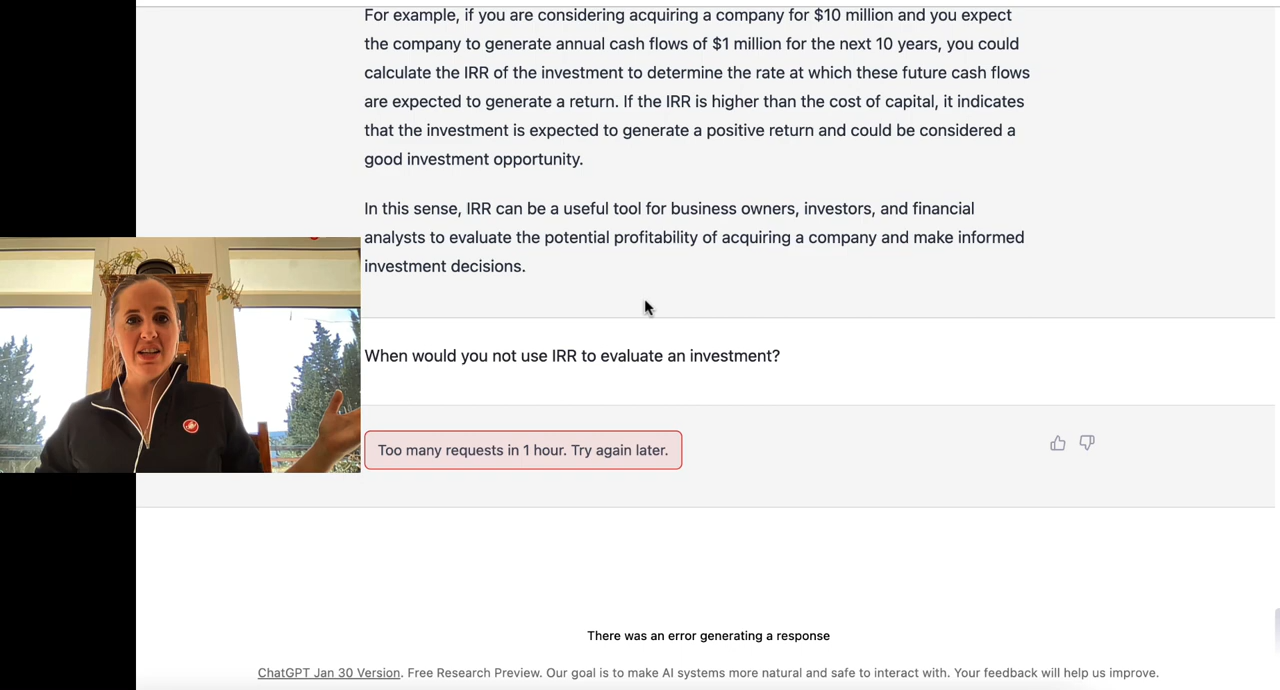 For example, if you are considering acquiring a company for $10 million and you expect
the company to generate annual cash flows of $1 million for the next 10 years, you could
calculate the IRR of the investment to determine the rate at which these future cash flows
are expected to generate a return. If the IRR is higher than the cost of capital, it indicates
that the investment is expected to generate a positive return and could be considered a
good investment opportunity.
In this sense, IRR can be a useful tool for business owners, investors, and financial
analysts to evaluate the potential profitability of acquiring a company and make informed
investment decisions.
When would you not use IRR to evaluate an investment?
Too many requests in 1 hour. Try again later.
There was an error generating a response
ChatGPT Jan 30 Version. Free Research Preview. Our goal is to make AI systems more natural and safe to interact with. Your feedback will help us improve.